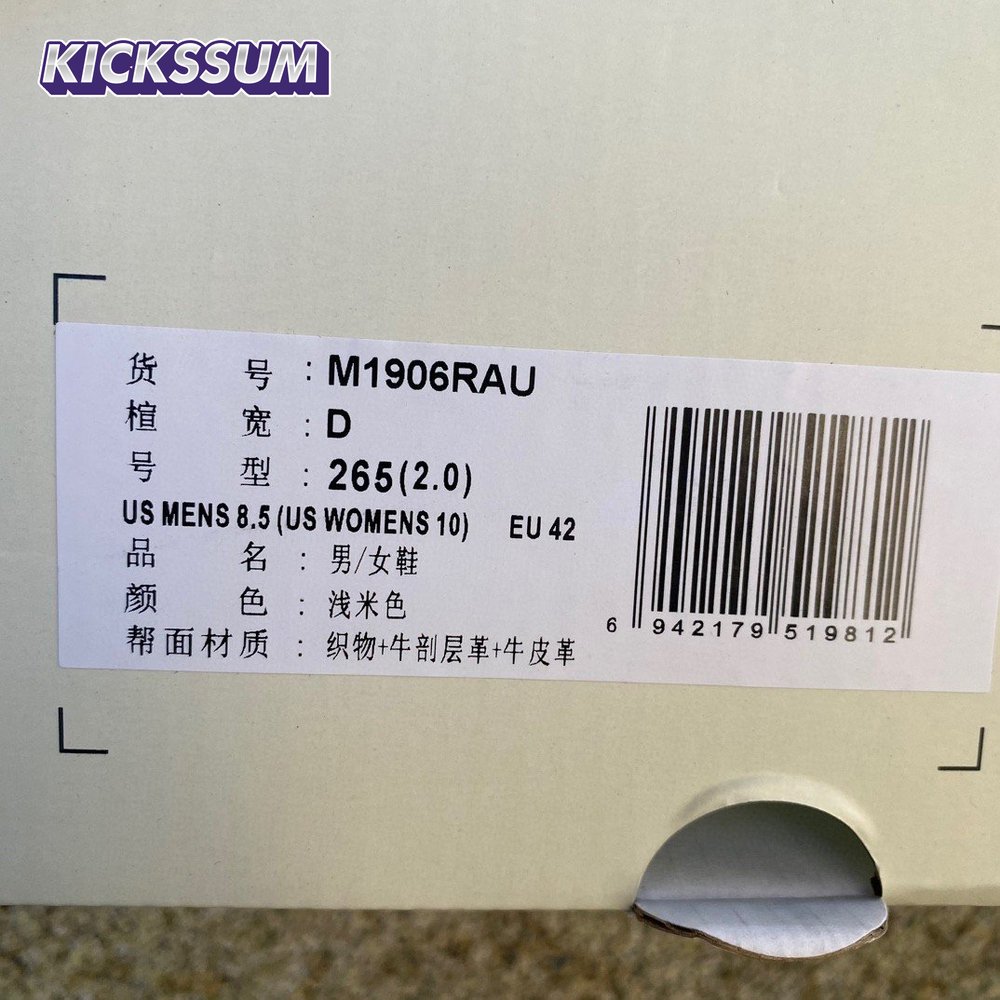 KICKSSUM
货 号 : M1906RAU
楦 宽 : D
号 型 : 265(2.0)
US MENS 8.5 (US WOMENS 10) EU 42
品 名 : 男/女鞋
颜 色 : 浅米色
帮面材质 : 织物+牛剖层革+牛皮革
6 942179 519812